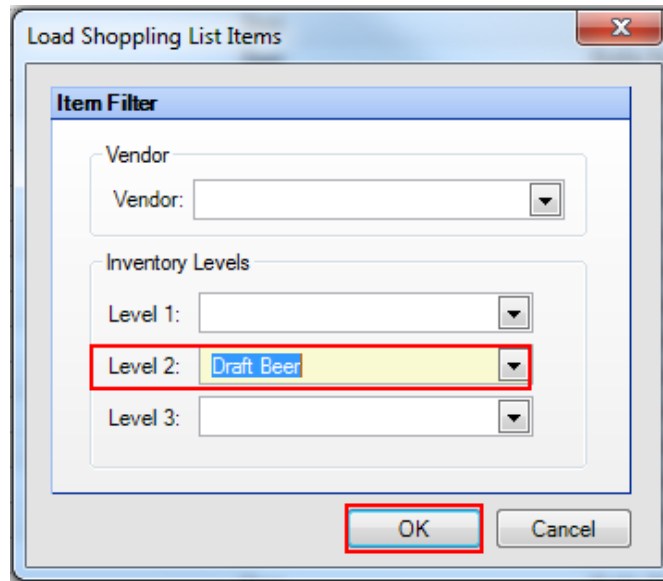 Load Shoppling List Items
Item Filter
Vendor
Vendor:
Inventory Levels
Level 1:
Level 2: Draft Beer
Level 3:
OK Cancel